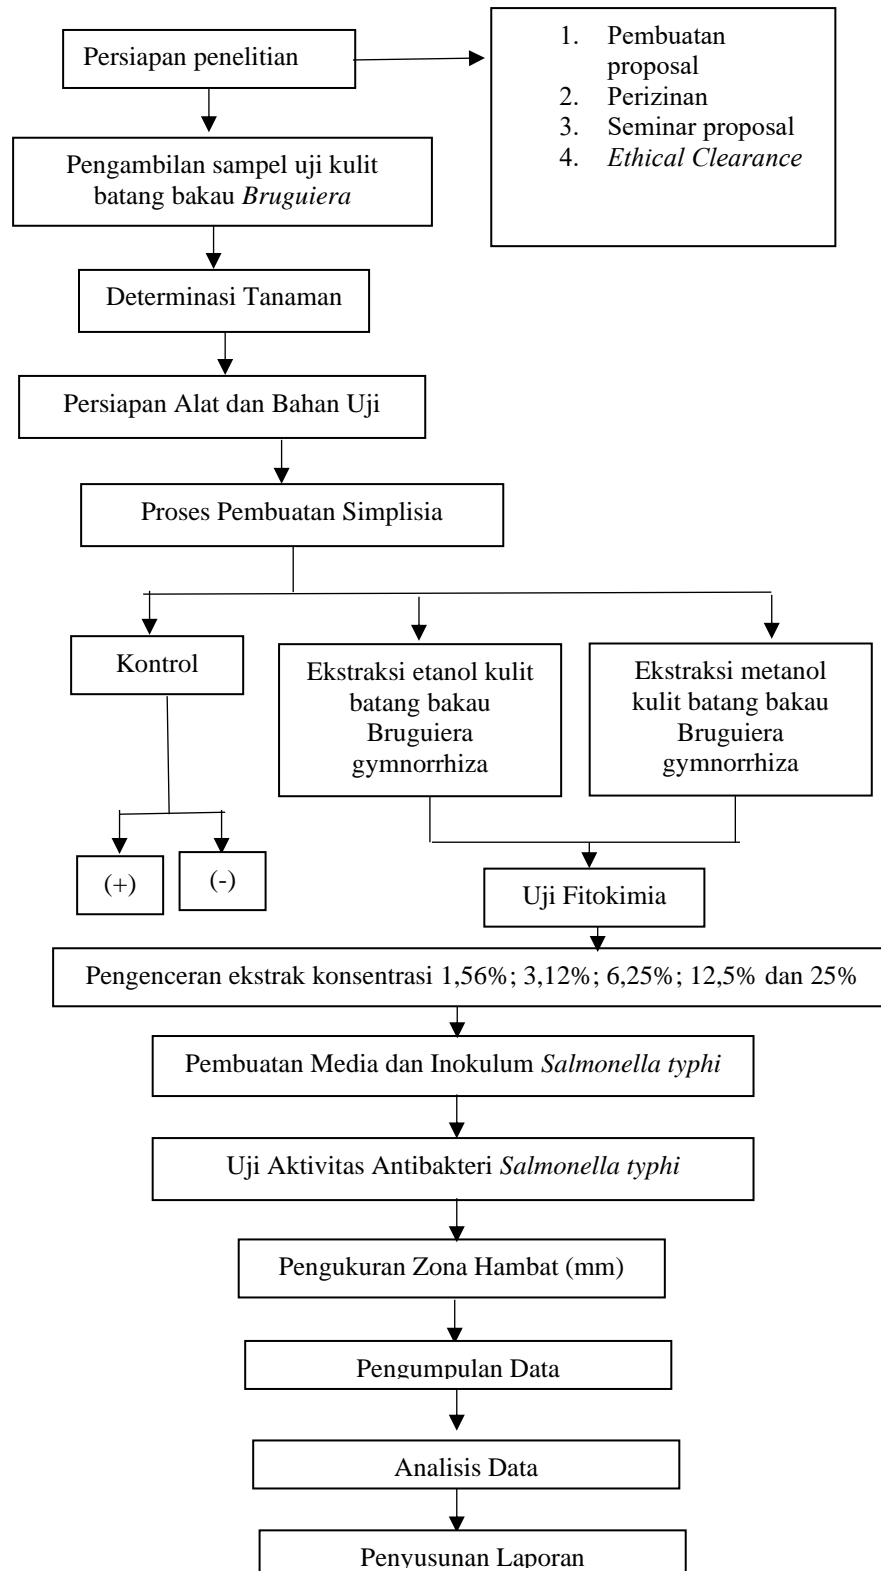 Persiapan penelitian
1. Pembuatan
proposal
2. Perizinan
3. Seminar proposal
4. Ethical Clearance
Pengambilan sampel uji kulit
batang bakau Bruguiera
Determinasi Tanaman
Persiapan Alat dan Bahan Uji
Proses Pembuatan Simplisia
Kontrol
Ekstraksi etanol kulit
batang bakau
Bruguiera
gymnorrhiza
Ekstraksi metanol
kulit batang bakau
Bruguiera
gymnorrhiza
(+)
(-)
Uji Fitokimia
Pengenceran ekstrak konsentrasi 1,56%; 3,12%; 6,25%; 12,5% dan 25%
Pembuatan Media dan Inokulum Salmonella typhi
Uji Aktivitas Antibakteri Salmonella typhi
Pengukuran Zona Hambat (mm)
Pengumpulan Data
Analisis Data
Penyusunan Laporan